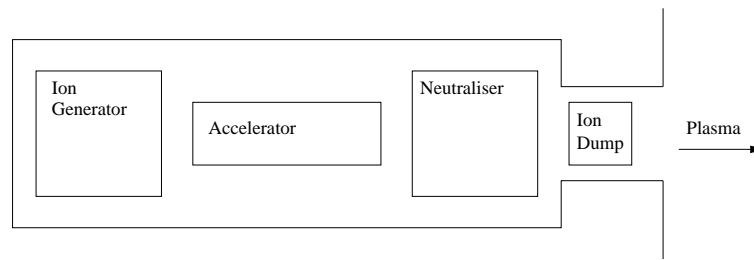 Ion
Generator
Accelerator
Neutraliser
Ion
Dump
Plasma